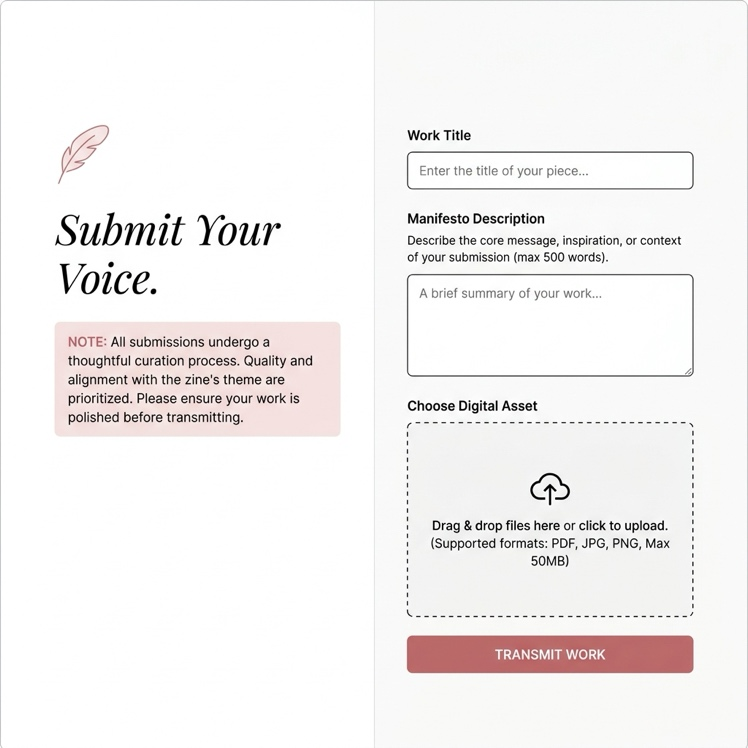 Submit Your
Voice.
NOTE: All submissions undergo a
thoughtful curation process. Quality and
alignment with the zine's theme are
prioritized. Please ensure your work is
polished before transmitting.
Work Title
Enter the title of your piece...
Manifesto Description
Describe the core message, inspiration, or context
of your submission (max 500 words).
A brief summary of your work...
Choose Digital Asset
Drag & drop files here or click to upload.
(Supported formats: PDF, JPG, PNG, Max
50MB)
TRANSMIT WORK